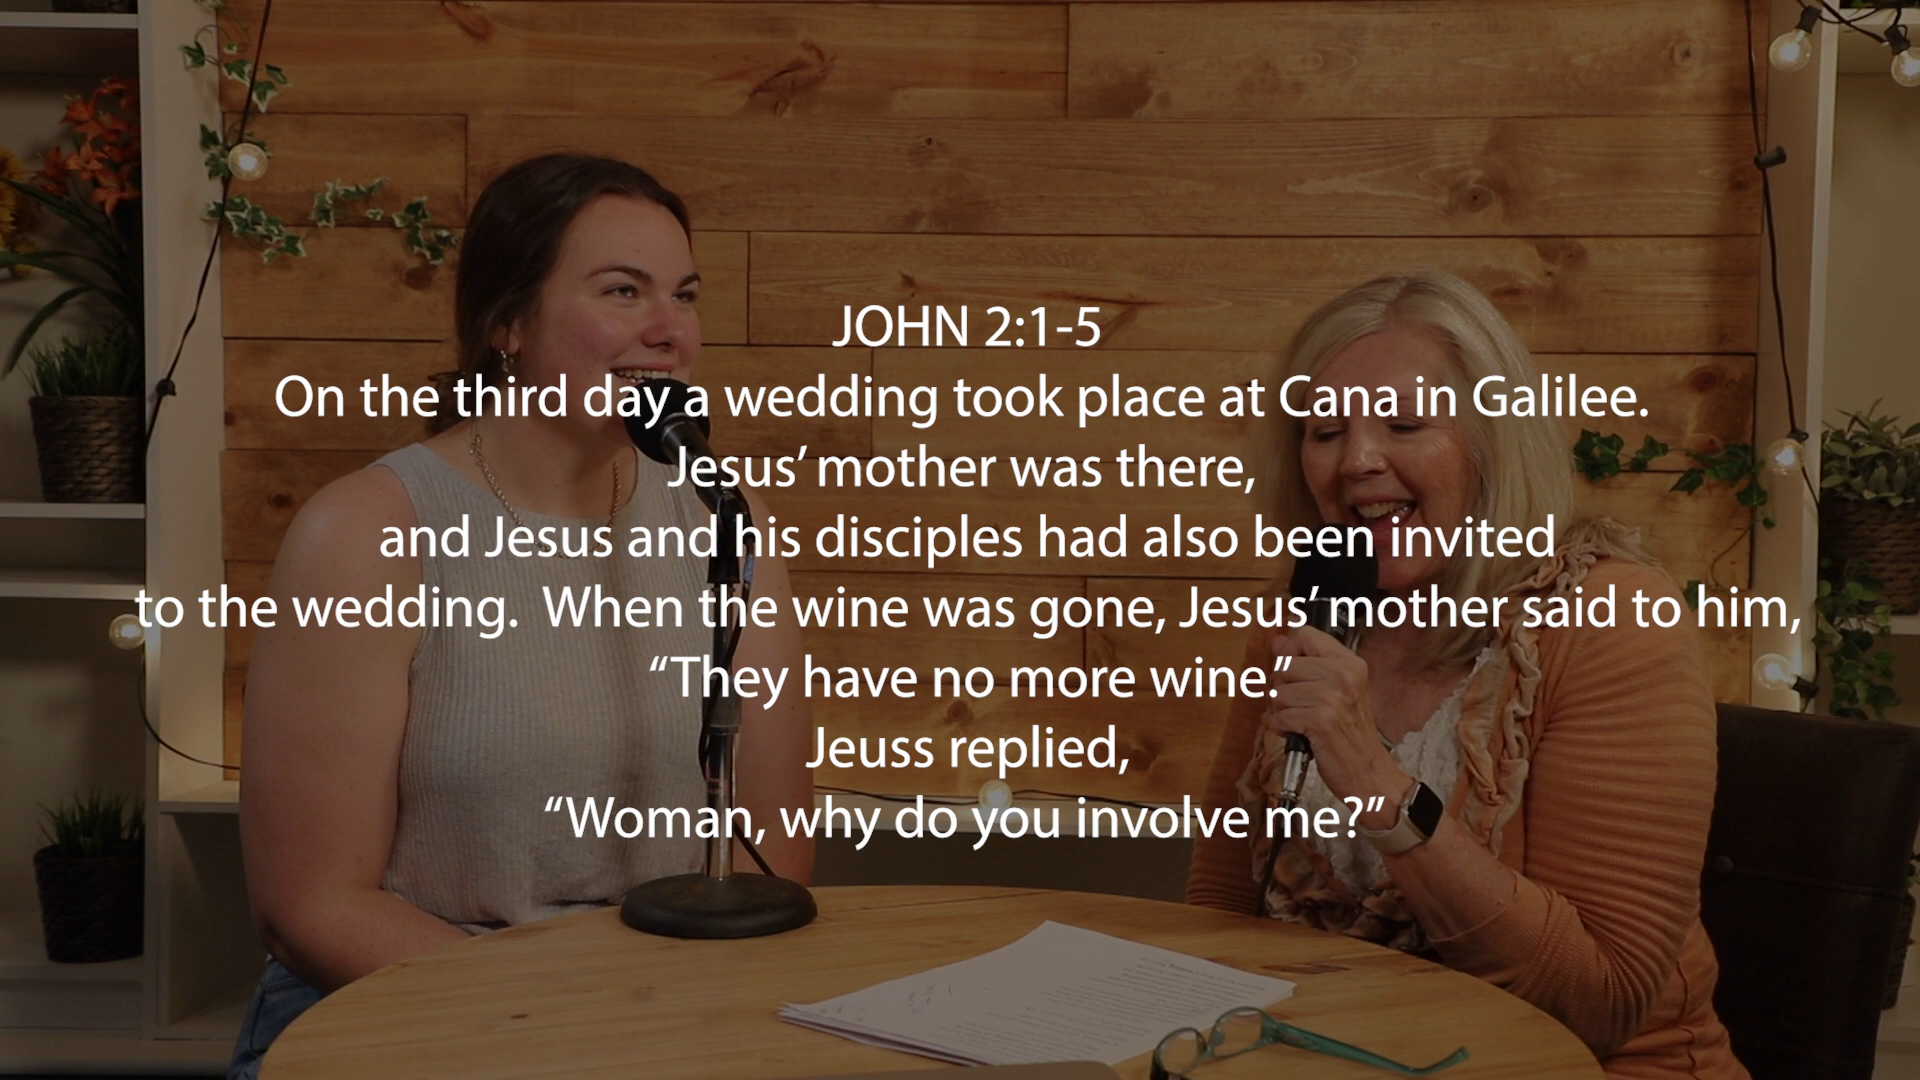 JOHN 2:1-5
On the third day a wedding took place at Cana in Galilee.
Jesus’ mother was there,
and Jesus and his disciples had also been invited
to the wedding.  When the wine was gone, Jesus’ mother said to him,
“They have no more wine.”
Jeuss replied,
“Woman, why do you involve me?”